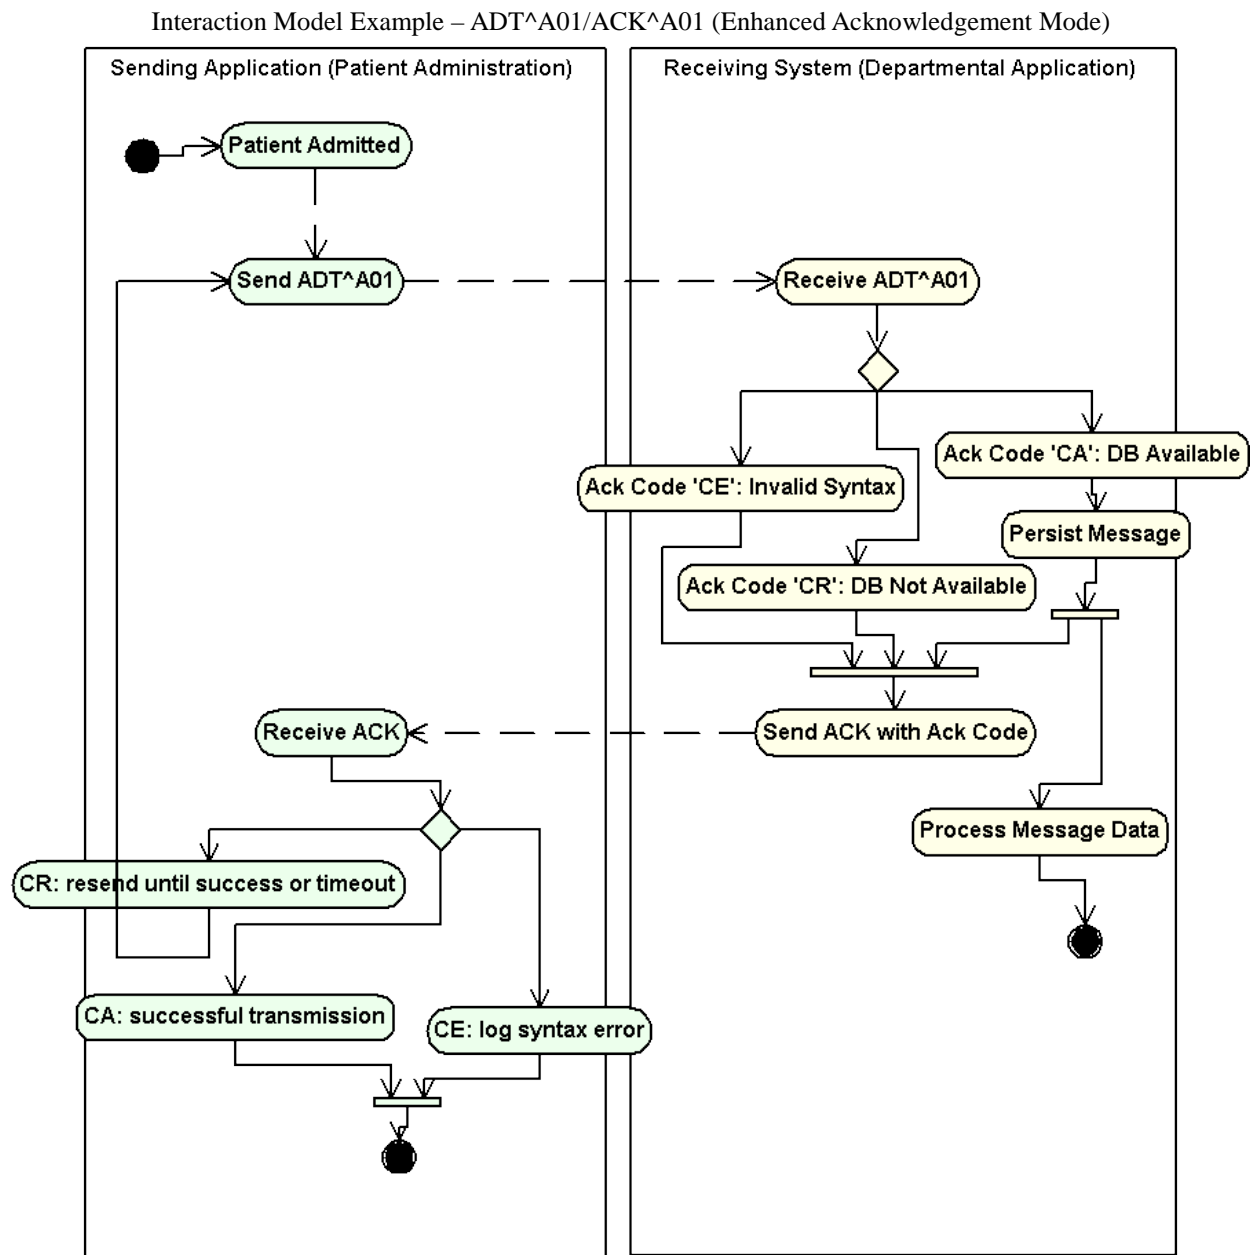 Interaction Model Example – ADT^A01/ACK^A01 (Enhanced Acknowledgement Mode)
Sending Application (Patient Administration)
Receiving System (Departmental Application)
Patient Admitted
Send ADT^A01
Receive ADT^A01
Ack Code 'CA': DB Available
Ack Code 'CE': Invalid Syntax
Persist Message
Ack Code 'CR': DB Not Available
Receive ACK
Send ACK with Ack Code
Process Message Data
CR: resend until success or timeout
CA: successful transmission
CE: log syntax error